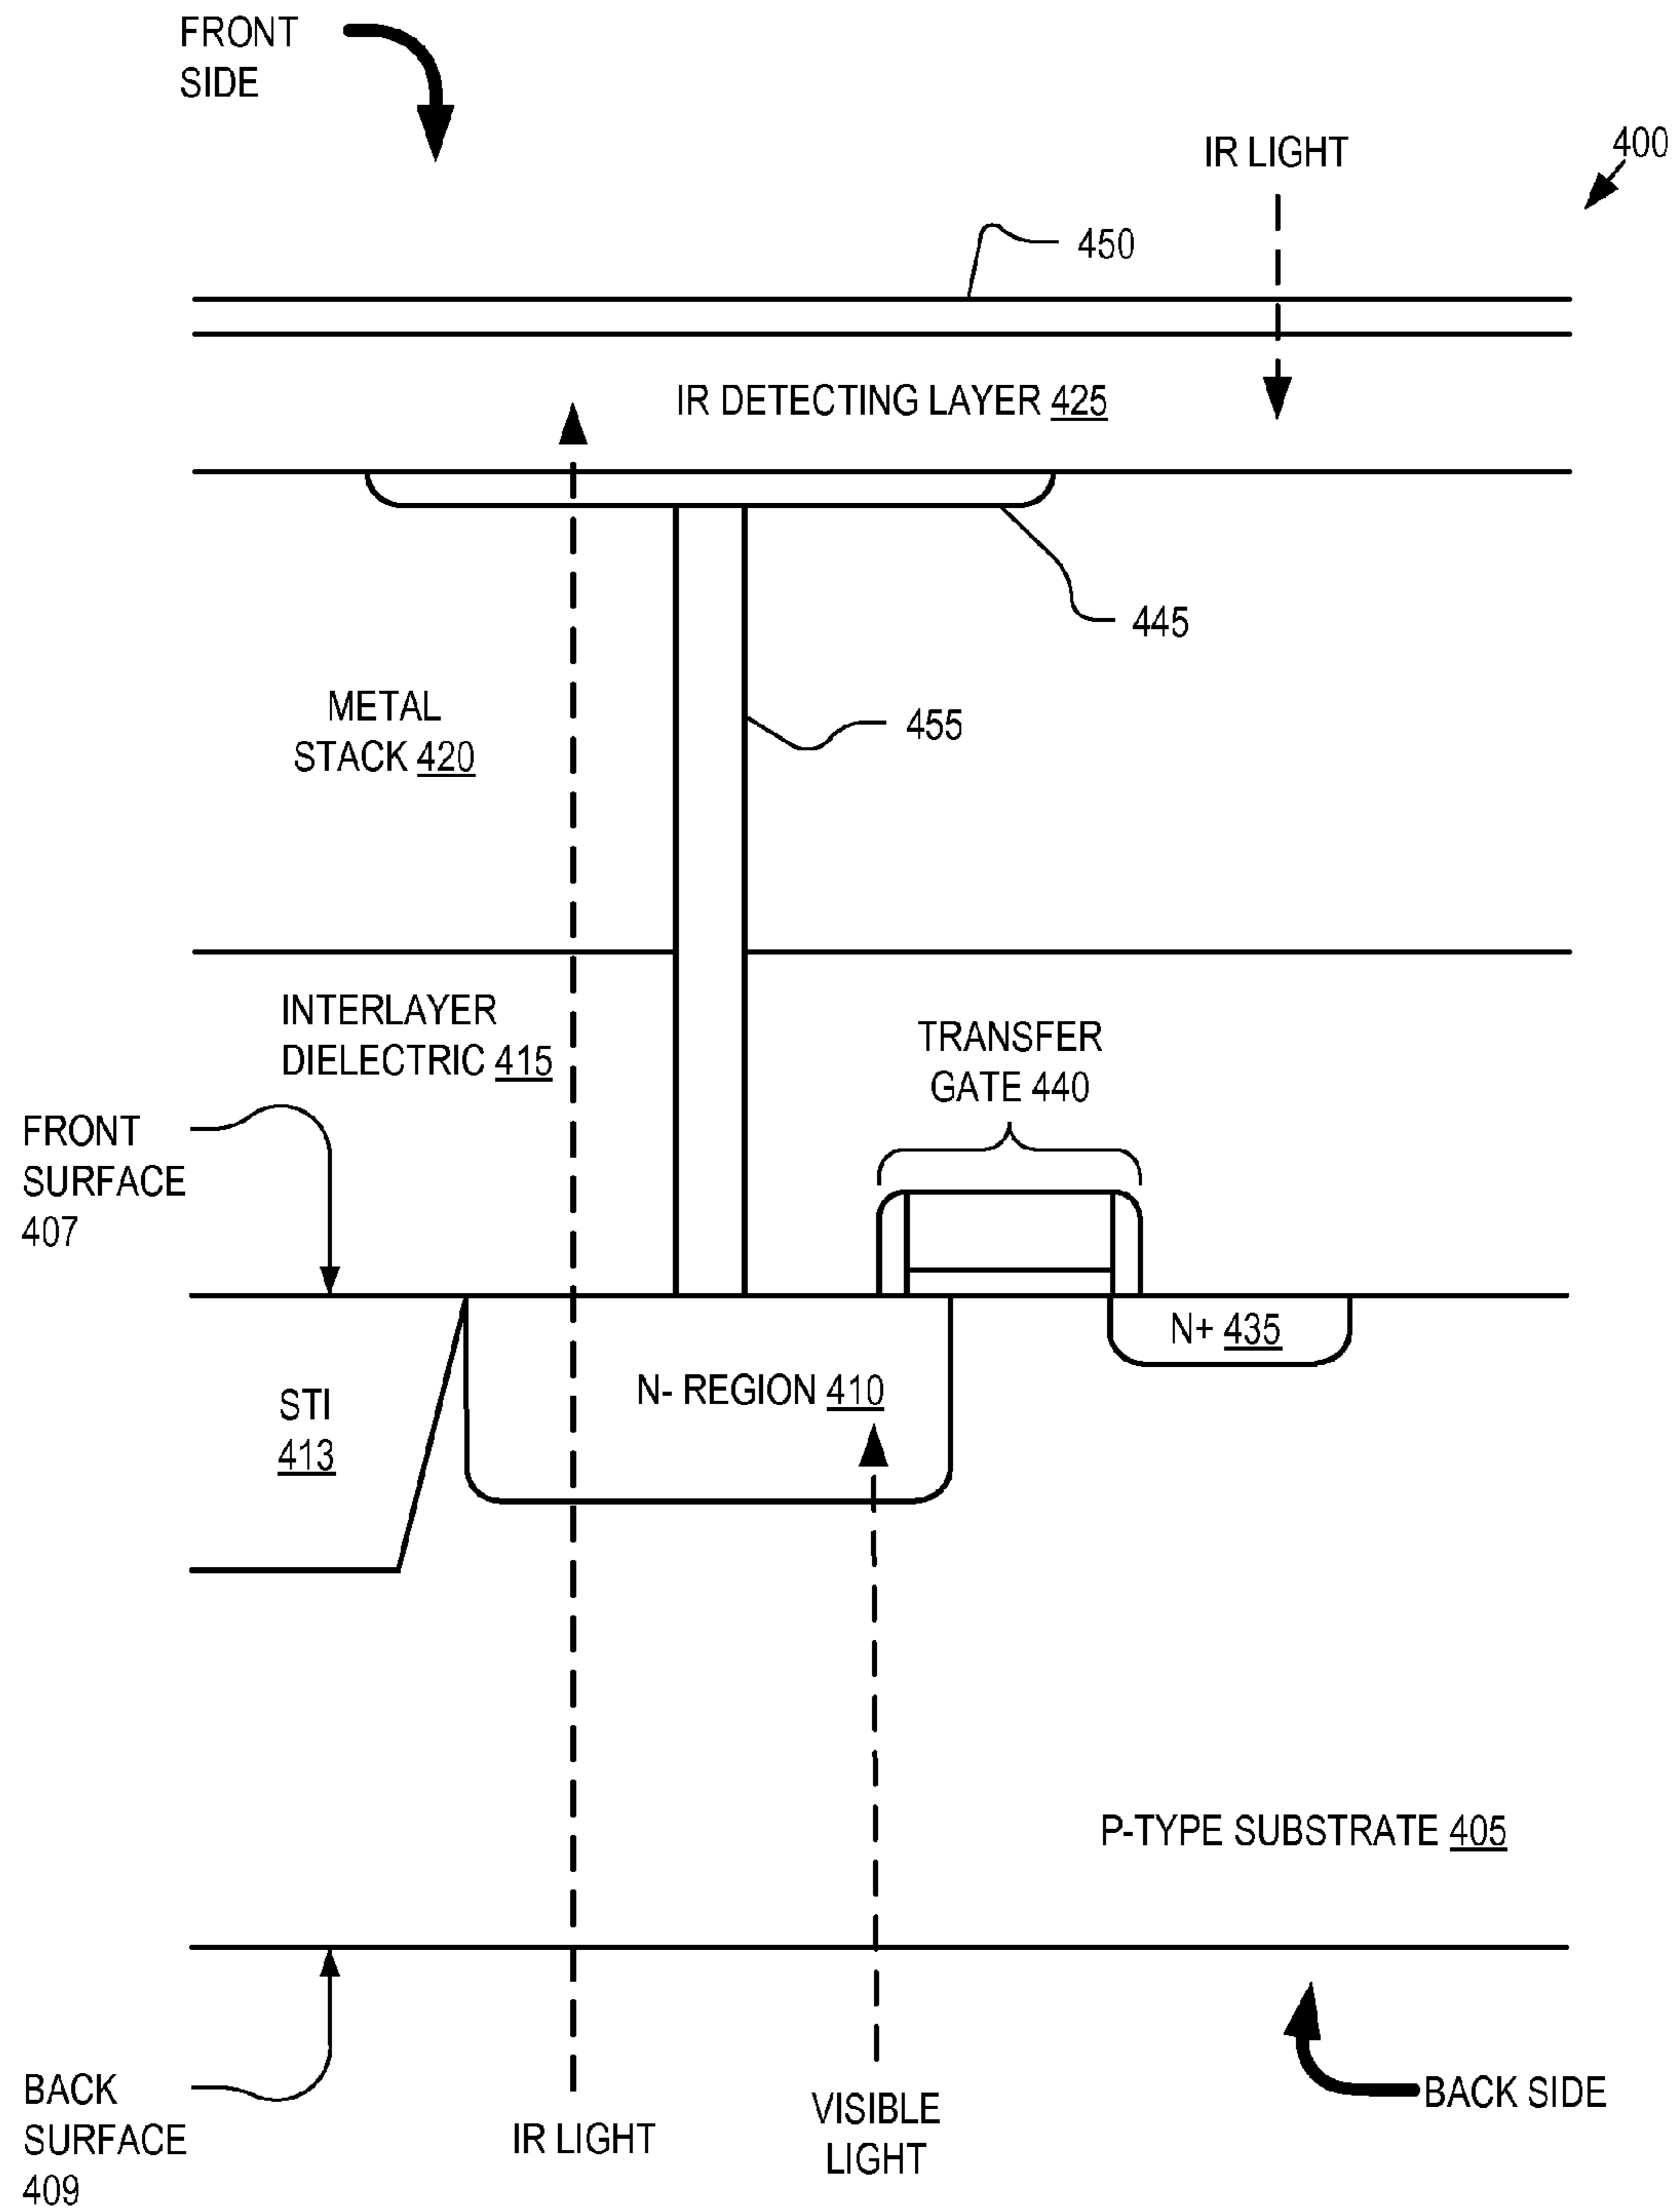 FRONT
SIDE
IR LIGHT
400
450
IR DETECTING LAYER 425
445
METAL
STACK 420
455
INTERLAYER
DIELECTRIC 415
TRANSFER
GATE 440
FRONT
SURFACE
407
N+ 435
N- REGION 410
STI
413
P-TYPE SUBSTRATE 405
BACK
SURFACE
409
IR LIGHT
VISIBLE
LIGHT
BACK SIDE